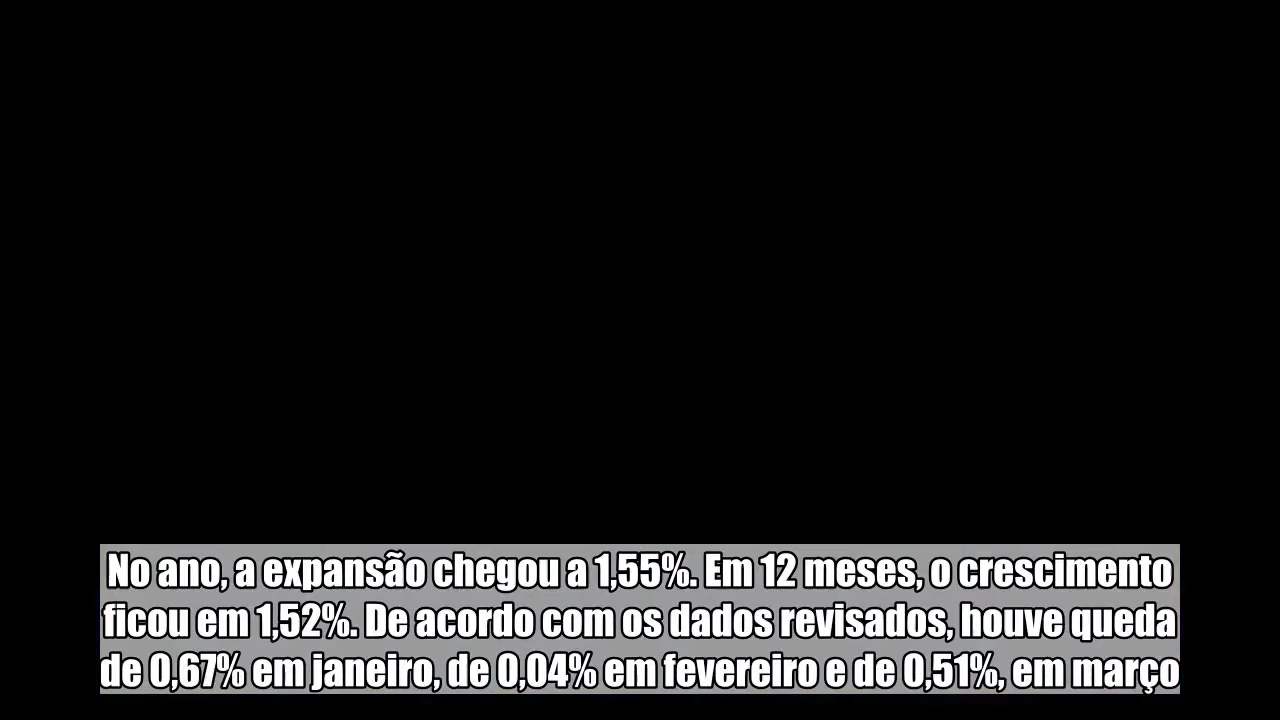 No ano, a expansão chegou a 1,55%. Em 12 meses, o crescimento
ficou em 1,52%. De acordo com os dados revisados, houve queda
de 0,67% em janeiro, de 0,04% em fevereiro e de 0,51%, em março